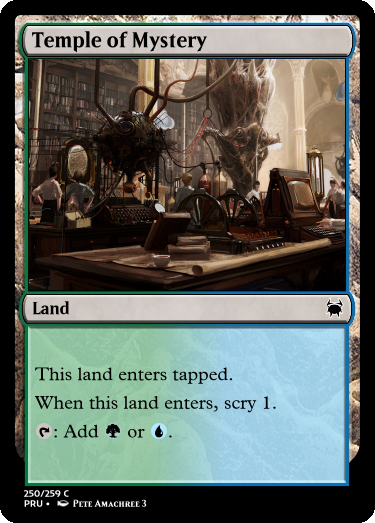 Temple of Mystery
Land
This land enters tapped.
When this land enters, scry 1.
: Add or .
250/259 C
PRU • Pete Amachree 3